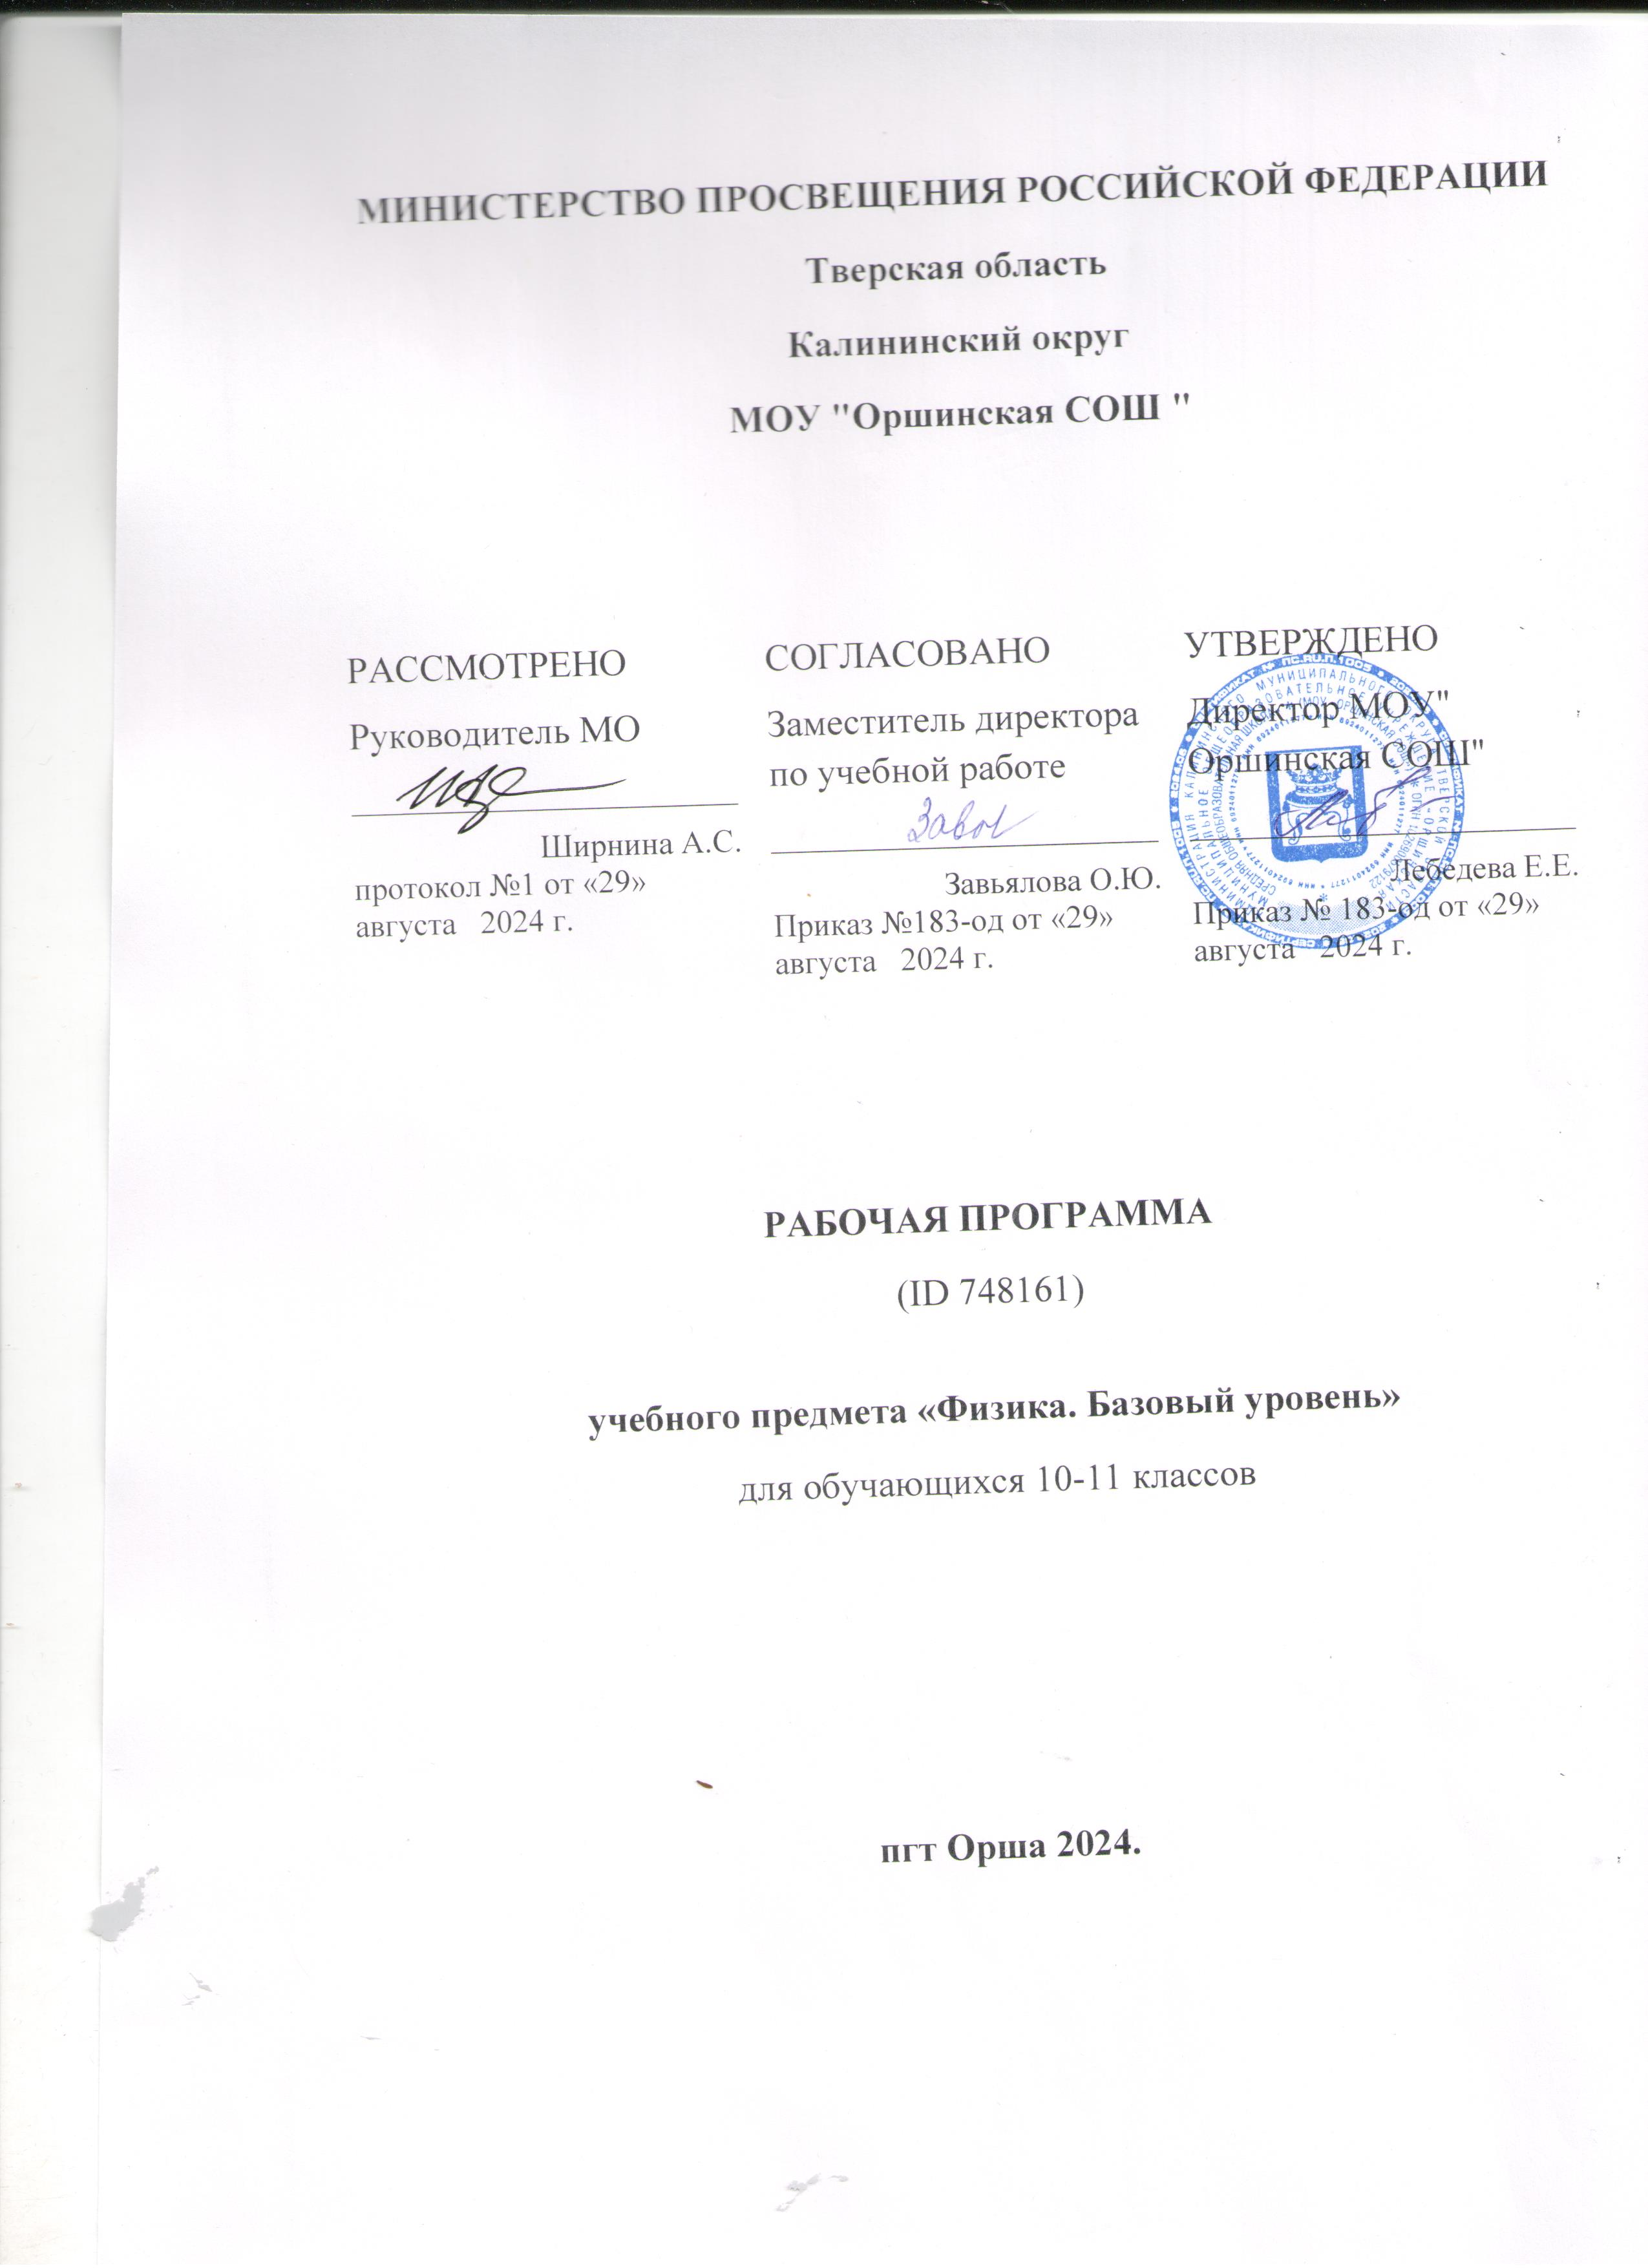 МИНИСТЕРСТВО ПРОСВЕЩЕНИЯ РОССИЙСКОЙ ФЕДЕРАЦИИ
Тверская область
Калининский округ
МОУ "Оршинская СОШ "
РАССМОТРЕНО
Руководитель МО
Ширнина А.С.
протокол №1 от «29»
августа 2024 г.
СОГЛАСОВАНО
Заместитель директора
по учебной работе
Завьялова О.Ю.
Приказ №183-од от «29»
августа 2024 г.
УТВЕРЖДЕНО
Директор МОУ"
Оршинская СОШ"
Лебедева Е.Е.
Приказ № 183-од от «29»
августа 2024 г.
РАБОЧАЯ ПРОГРАММА
(ID 748161)
учебного предмета «Физика. Базовый уровень»
для обучающихся 10-11 классов
пгт Орша 2024.